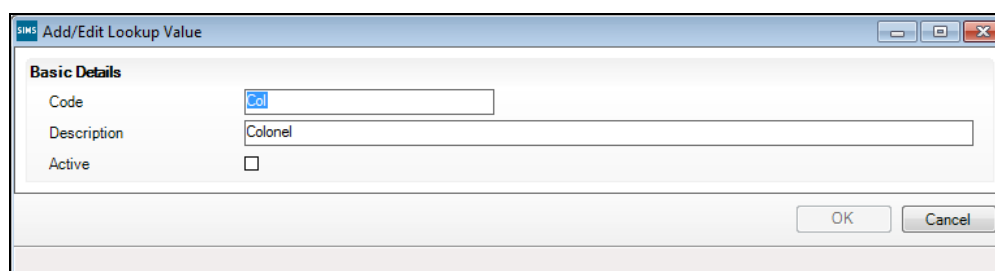 SIMS Add/Edit Lookup Value
Basic Details
Code Col
Description Colonel
Active
OK Cancel